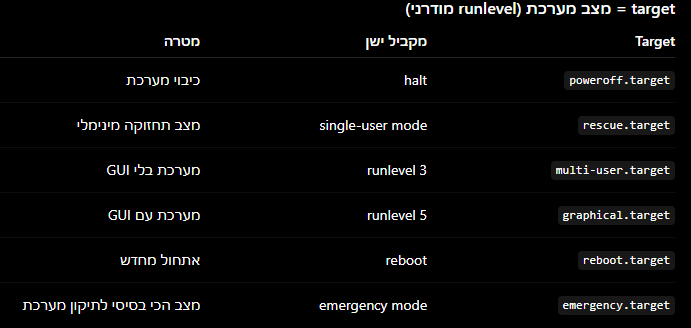 target = מצב מערכת (runlevel מודרני)
Target מקביל ישן מטרה
poweroff.target halt כיבוי מערכת
rescue.target single-user mode מצב תחזוקה מינימלי
multi-user.target runlevel 3 מערכת בלי GUI
graphical.target runlevel 5 מערכת עם GUI
reboot.target reboot אתחול מחדש
emergency.target emergency mode מצב הכי בסיסי לתיקון מערכת